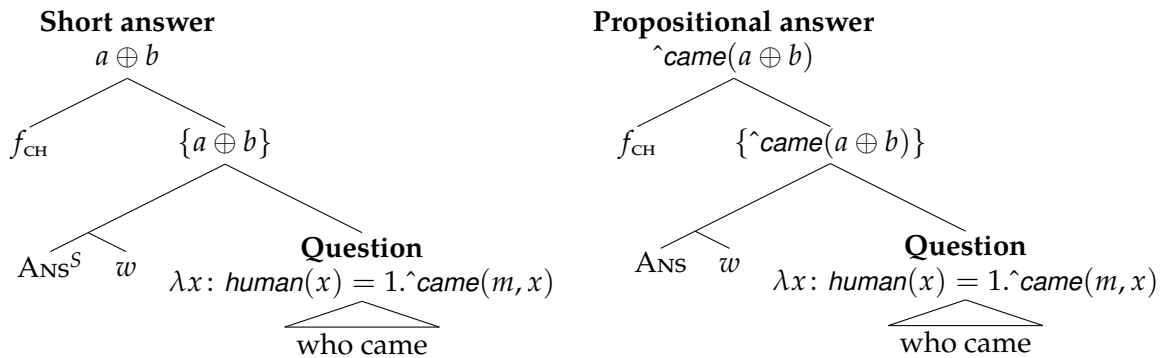 Short answer
a ⊕ b
f_CH
{a ⊕ b}
ANS^S
w
Question
λx: human(x) = 1.ˆcame(m, x)
who came
Propositional answer
ˆcame(a ⊕ b)
f_CH
{ˆcame(a ⊕ b)}
ANS
w
Question
λx: human(x) = 1.ˆcame(m, x)
who came